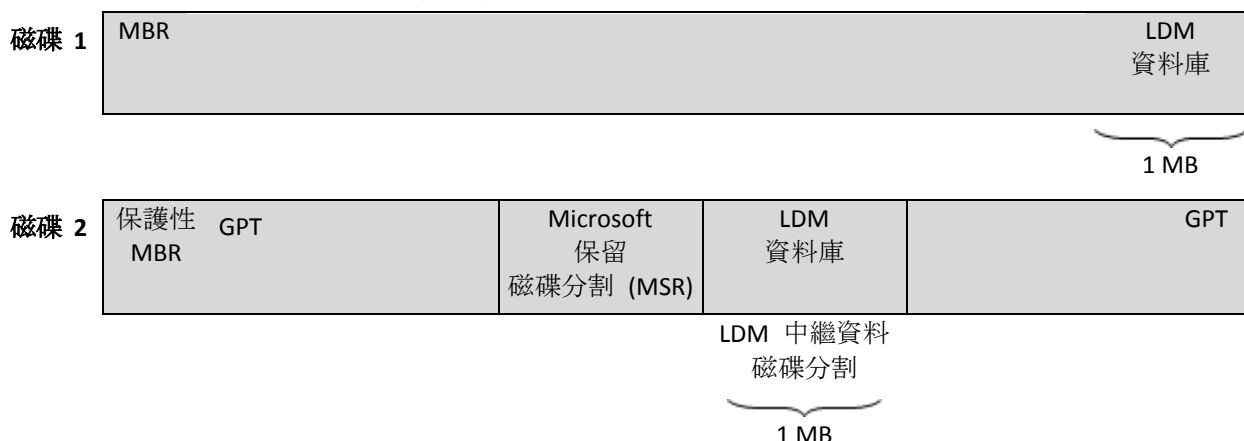 磁碟 1
MBR
LDM
資料庫
1 MB
磁碟 2
保護性
MBR
GPT
Microsoft
保留
磁碟分割 (MSR)
LDM
資料庫
GPT
LDM 中繼資料
磁碟分割
1 MB